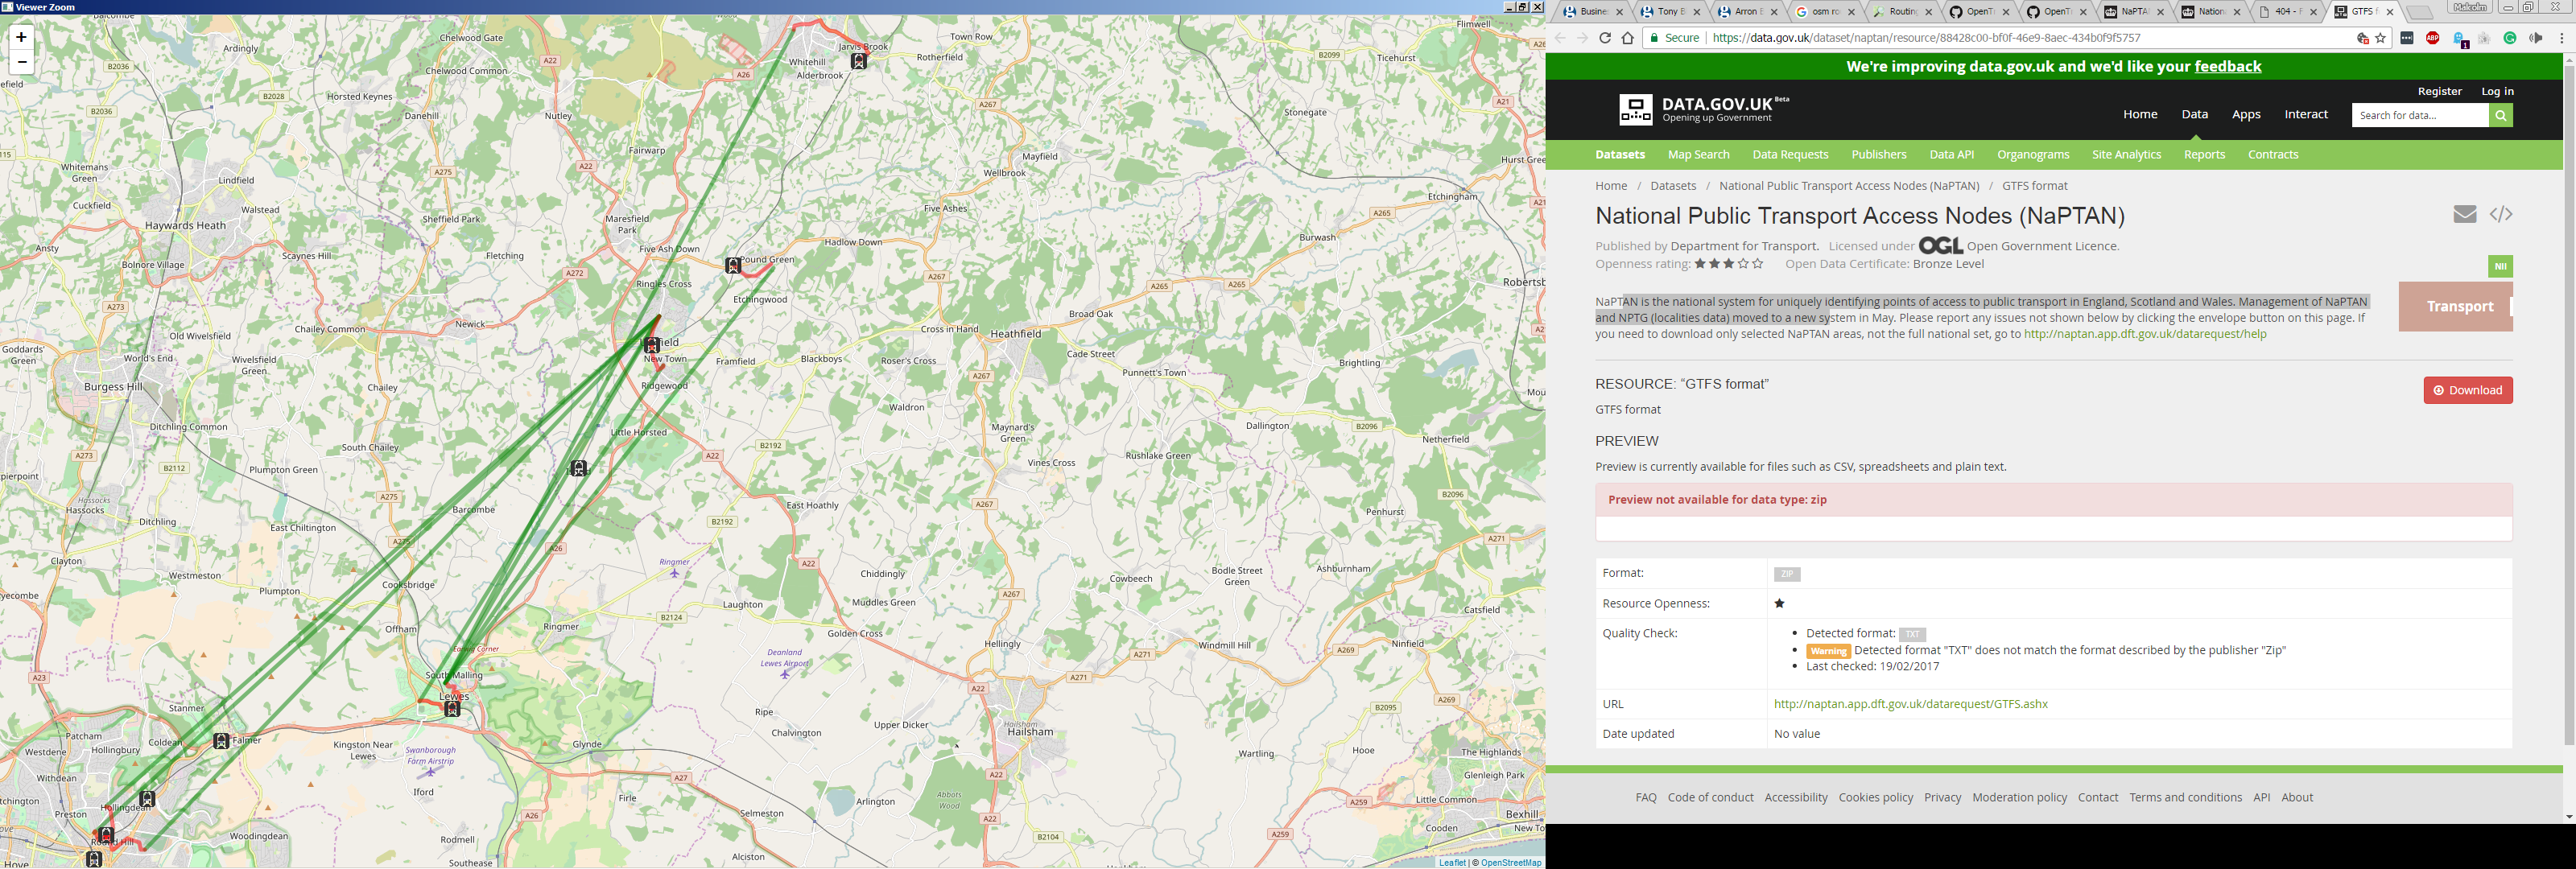 Viewer Zoom
+
−
Ardingly
Chelwood Gate
Chelwood Common
Horsted Keynes
Danehill
Nutley
Fairwarp
Whitemans Green
Lindfield
Cuckfield
Walstead
Haywards Heath
Sheffield Park
Maresfield Park
Five Ash Down
Ansty
Bolnore Village
Scaynes Hill
Fletching
Pound Green
Ringles Cross
Etchingwood
Hadlow Down
Five Ashes
Mayfield
Wellbrook
Whitehill
Alderbrook
Jarvis Brook
Rotherfield
Town Row
Flimwell
Ticehurst
Stonegate
Etchingham
Burwash
Broad Oak
Heathfield
Cross in Hand
Cade Street
Punnett's Town
Brightling
Dallington
Netherfield
Old Wivelsfield
World's End
Wivelsfield Green
Chailey Common
Newick
Burgess Hill
Chailey
Ditchling Common
South Chailey
Plumpton Green
Hassocks
Ditchling
East Chiltington
Barcombe
New Town
Ridgewood
Framfield
Blackboys
Roser's Cross
Waldron
Little Horsted
Maynard's Green
Vines Cross
Rushlake Green
East Hoathly
Penhurst
Clayton
Westmeston
Plumpton
Cooksbridge
Offham
Ringmer
Laughton
Chiddingly
Muddles Green
Golden Cross
Cowbeech
Bodle Street Green
Ashburnham
Catsfield
Hellingly
Windmill Hill
Ninfield
South Malling
Lewes
Deanland Lewes Airport
Ripe
Chalvington
Upper Dicker
Hailsham
Wartling
Hooe
The Highlands
Glenleigh Park
Little Common
Cooden
Bexhill
Stanmer
Patcham
Hollingbury
Coldean
Falmer
Westdene
Withdean
Kingston Near Lewes
Swanborough Farm Airstrip
Glynde
Iford
Firle
Selmeston
Arlington
Abbots Wood
Preston
Hollingdean
Woodingdean
Rodmell
Southease
Alciston
Hove
Leaflet | © OpenStreetMap
Secure
https://data.gov.uk/dataset/naptan/resource/88428c00-bf0f-46e9-8aec-434b0f9f5757
We're improving data.gov.uk and we'd like your feedback
Register Log in
DATA.GOV.UK Beta
Opening up Government
Home Data Apps Interact
Search for data...
Datasets Map Search Data Requests Publishers Data API Organograms Site Analytics Reports Contracts
Home / Datasets / National Public Transport Access Nodes (NaPTAN) / GTFS format
National Public Transport Access Nodes (NaPTAN)
Published by Department for Transport. Licensed under OGL Open Government Licence.
Openness rating: ★★★☆☆ Open Data Certificate: Bronze Level
NII
NaPTAN is the national system for uniquely identifying points of access to public transport in England, Scotland and Wales. Management of NaPTAN
and NPTG (localities data) moved to a new system in May. Please report any issues not shown below by clicking the envelope button on this page. If
you need to download only selected NaPTAN areas, not the full national set, go to http://naptan.app.dft.gov.uk/datarequest/help
Transport
RESOURCE: “GTFS format”
Download
GTFS format
PREVIEW
Preview is currently available for files such as CSV, spreadsheets and plain text.
Preview not available for data type: zip
Format: ZIP
Resource Openness: ★
Quality Check:
Detected format: TXT
Warning Detected format "TXT" does not match the format described by the publisher "Zip"
Last checked: 19/02/2017
URL http://naptan.app.dft.gov.uk/datarequest/GTFS.ashx
Date updated No value
FAQ Code of conduct Accessibility Cookies policy Privacy Moderation policy Contact Terms and conditions API About